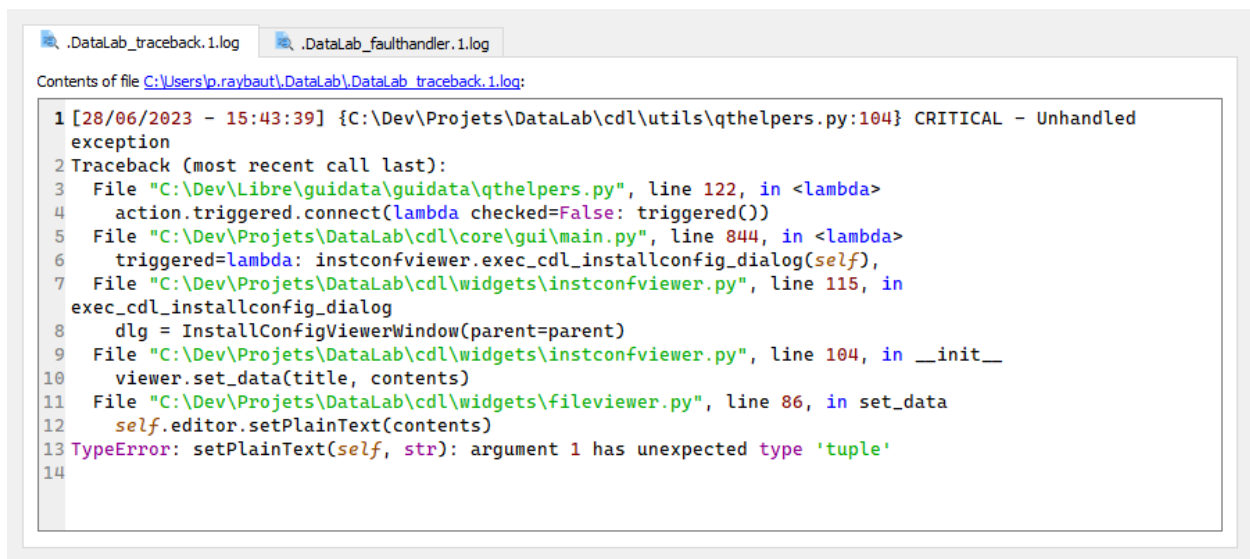 .DataLab_traceback.1.log .DataLab_faulthandler.1.log
Contents of file C:\Users\p.raybaut\.DataLab\.DataLab_traceback.1.log:
1 [28/06/2023 - 15:43:39] {C:\Dev\Projets\DataLab\cdl\utils\qthelpers.py:104} CRITICAL - Unhandled
exception
2 Traceback (most recent call last):
3   File "C:\Dev\Libre\guidata\guidata\qthelpers.py", line 122, in <lambda>
4     action.triggered.connect(lambda checked=False: triggered())
5   File "C:\Dev\Projets\DataLab\cdl\core\gui\main.py", line 844, in <lambda>
6     triggered=lambda: instconfviewer.exec_cdl_installconfig_dialog(self),
7   File "C:\Dev\Projets\DataLab\cdl\widgets\instconfviewer.py", line 115, in
exec_cdl_installconfig_dialog
8     dlg = InstallConfigViewerWindow(parent=parent)
9   File "C:\Dev\Projets\DataLab\cdl\widgets\instconfviewer.py", line 104, in __init__
10     viewer.set_data(title, contents)
11   File "C:\Dev\Projets\DataLab\cdl\widgets\fileviewer.py", line 86, in set_data
12     self.editor.setPlainText(contents)
13 TypeError: setPlainText(self, str): argument 1 has unexpected type 'tuple'
14